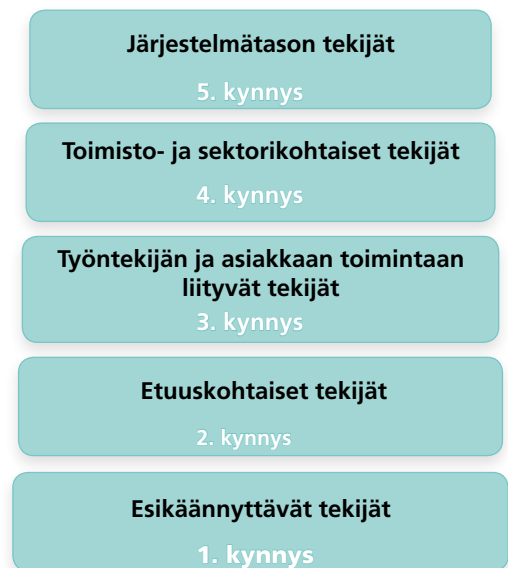 Järjestelmätason tekijät
5. kynnys
Toimisto- ja sektorikohtaiset tekijät
4. kynnys
Työntekijän ja asiakkaan toimintaan
liityvät tekijät
3. kynnys
Etuuskohtaiset tekijät
2. kynnys
Esikäännyttävät tekijät
1. kynnys